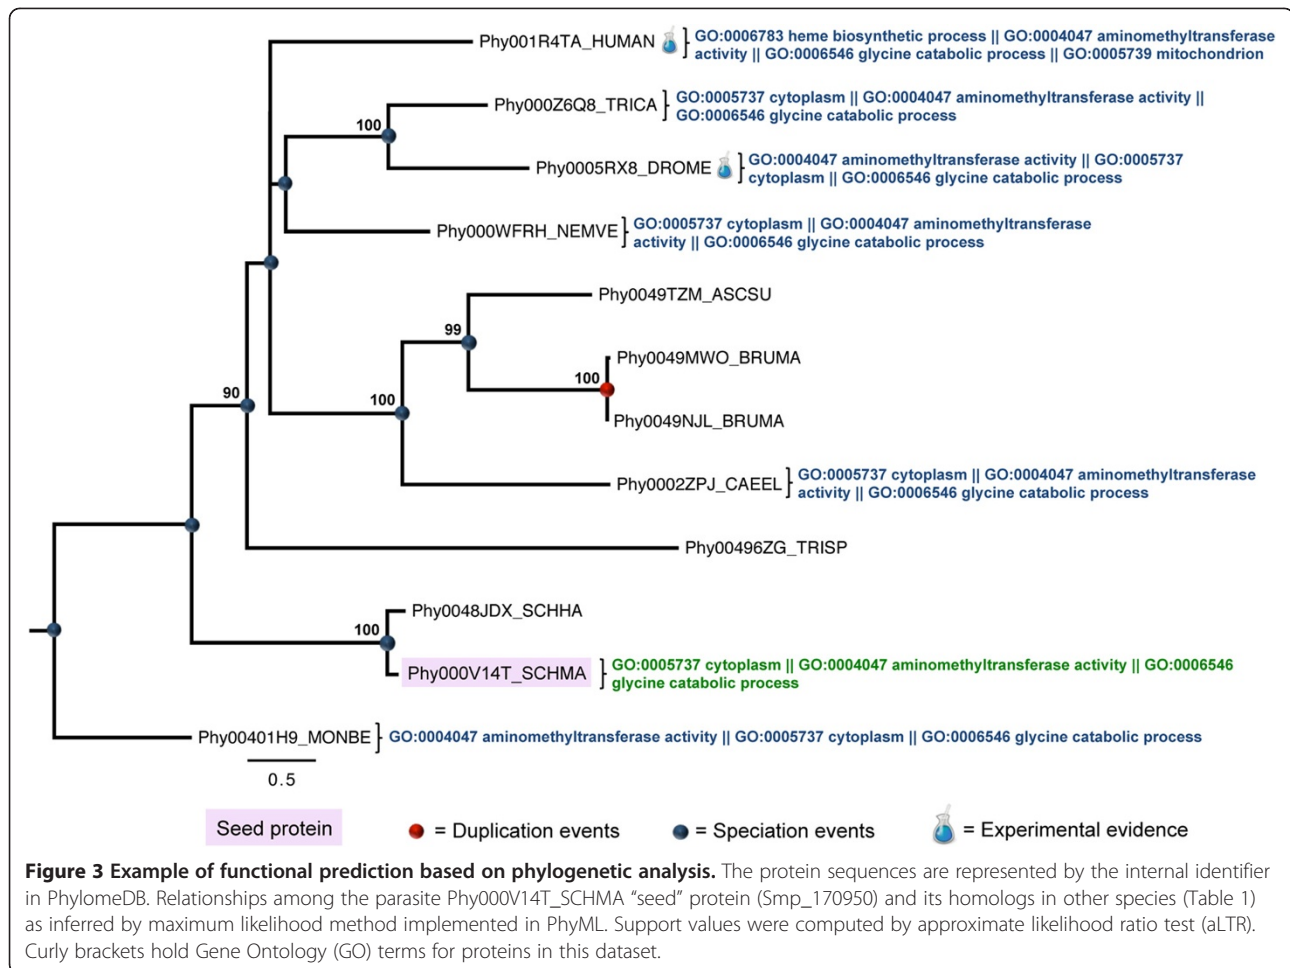 Phy001R4TA_HUMAN GO:0006783 heme biosynthetic process || GO:0004047 aminomethyltransferase
activity || GO:0006546 glycine catabolic process || GO:0005739 mitochondrion
Phy000Z6Q8_TRICA GO:0005737 cytoplasm || GO:0004047 aminomethyltransferase activity ||
GO:0006546 glycine catabolic process
100
Phy0005RX8_DROME GO:0004047 aminomethyltransferase activity || GO:0005737
cytoplasm || GO:0006546 glycine catabolic process
Phy000WFRH_NEMVE GO:0005737 cytoplasm || GO:0004047 aminomethyltransferase
activity || GO:0006546 glycine catabolic process
Phy0049TZM_ASCSU
99
Phy0049MWO_BRUMA
100
90
100
Phy0049NJL_BRUMA
Phy0002ZPJ_CAEEL GO:0005737 cytoplasm || GO:0004047 aminomethyltransferase
activity || GO:0006546 glycine catabolic process
Phy00496ZG_TRISP
Phy0048JDX_SCHHA
100
Phy000V14T_SCHMA GO:0005737 cytoplasm || GO:0004047 aminomethyltransferase activity || GO:0006546
glycine catabolic process
Phy00401H9_MONBE GO:0004047 aminomethyltransferase activity || GO:0005737 cytoplasm || GO:0006546 glycine catabolic process
0.5
Seed protein = Duplication events = Speciation events = Experimental evidence
Figure 3 Example of functional prediction based on phylogenetic analysis. The protein sequences are represented by the internal identifier
in PhylomeDB. Relationships among the parasite Phy000V14T_SCHMA “seed” protein (Smp_170950) and its homologs in other species (Table 1)
as inferred by maximum likelihood method implemented in PhyML. Support values were computed by approximate likelihood ratio test (aLTR).
Curly brackets hold Gene Ontology (GO) terms for proteins in this dataset.